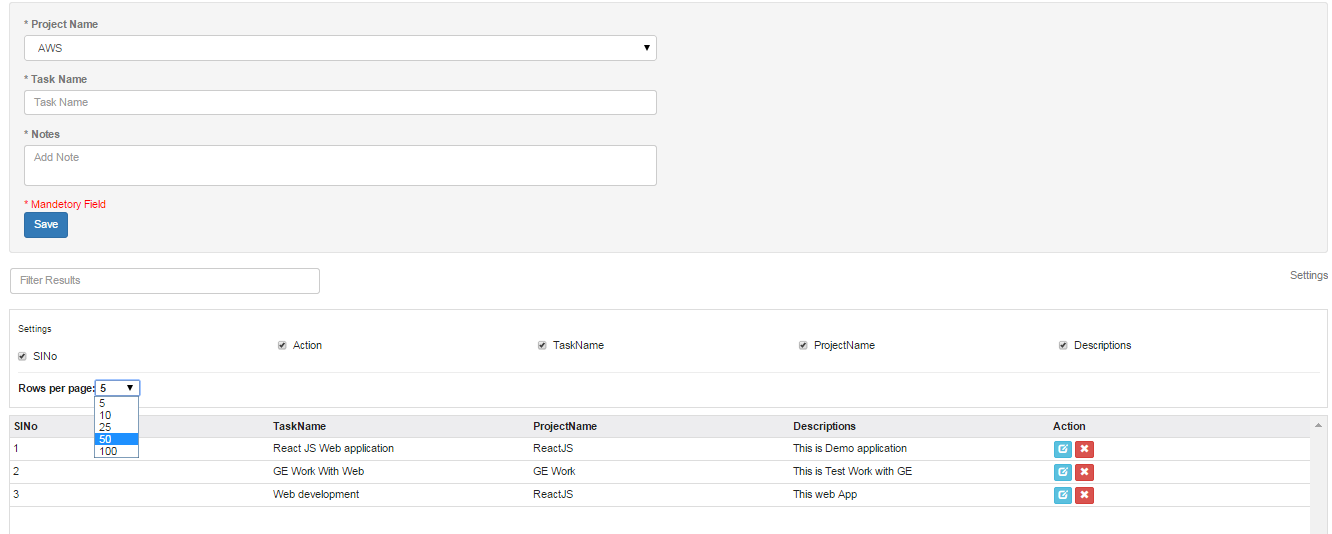 * Project Name
AWS
* Task Name
Task Name
* Notes
Add Note
* Mandetory Field
Save
Filter Results
Settings
Settings
SlNo
Action
TaskName
ProjectName
Descriptions
Rows per page: 5
5
10
25
50
100
SlNo TaskName ProjectName Descriptions Action
1 React JS Web application ReactJS This is Demo application
2 GE Work With Web GE Work This is Test Work with GE
3 Web development ReactJS This web App